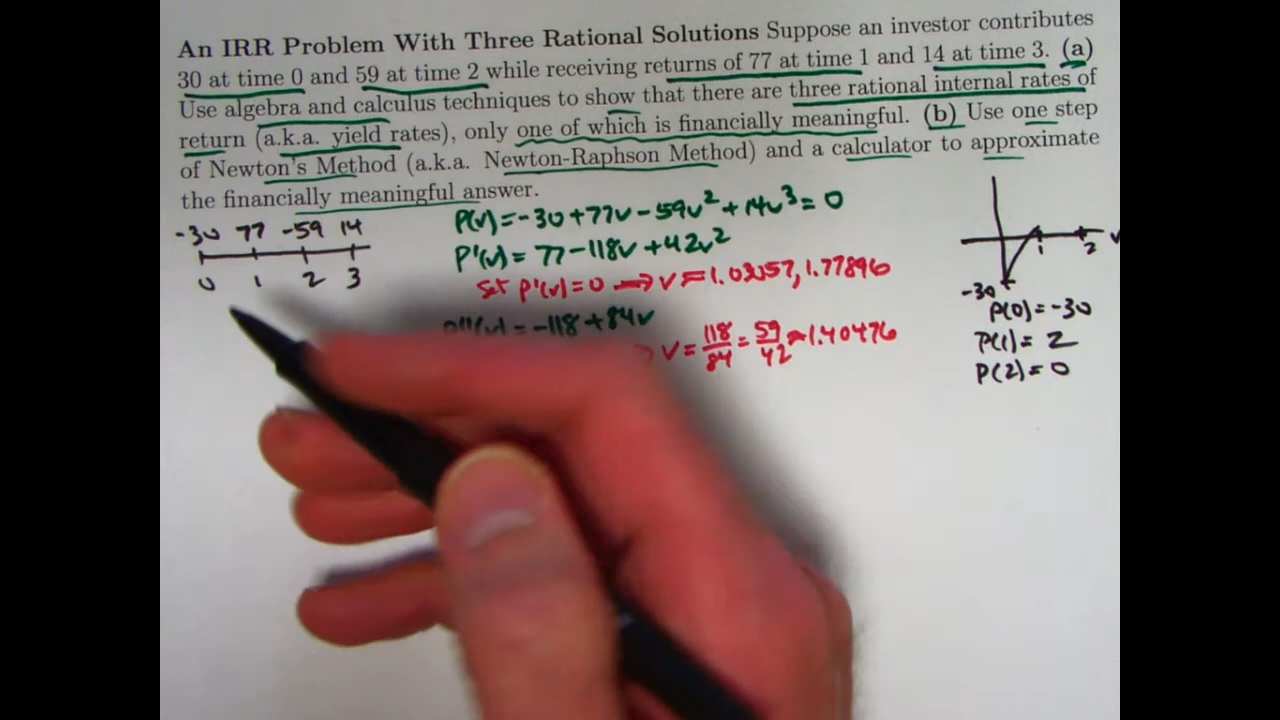 An IRR Problem With Three Rational Solutions Suppose an investor contributes
30 at time 0 and 59 at time 2 while receiving returns of 77 at time 1 and 14 at time 3. (a)
Use algebra and calculus techniques to show that there are three rational internal rates of
return (a.k.a. yield rates), only one of which is financially meaningful. (b) Use one step
of Newton's Method (a.k.a. Newton-Raphson Method) and a calculator to approximate
the financially meaningful answer.
-30 77 -59 14
0 1 2 3
P(v) = -30 + 77v - 59v² + 14v³ = 0
P'(v) = 77 - 118v + 42v²
Set P'(v) = 0 → v ≈ 1.03057, 1.77896
= -118 + 84v
v = 118/84 = 59/42 ≈ 1.40476
1 2 v
-30
P(0) = -30
P(1) = 2
P(2) = 0